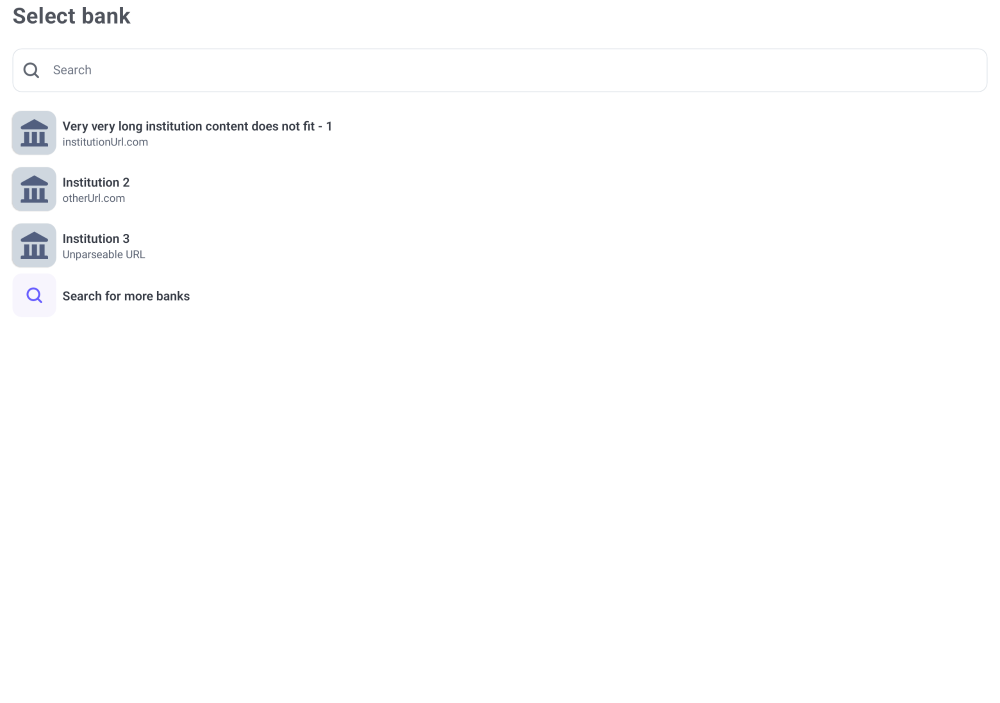 Select bank
Search
Very very long institution content does not fit - 1
institutionUrl.com
Institution 2
otherUrl.com
Institution 3
Unparseable URL
Search for more banks